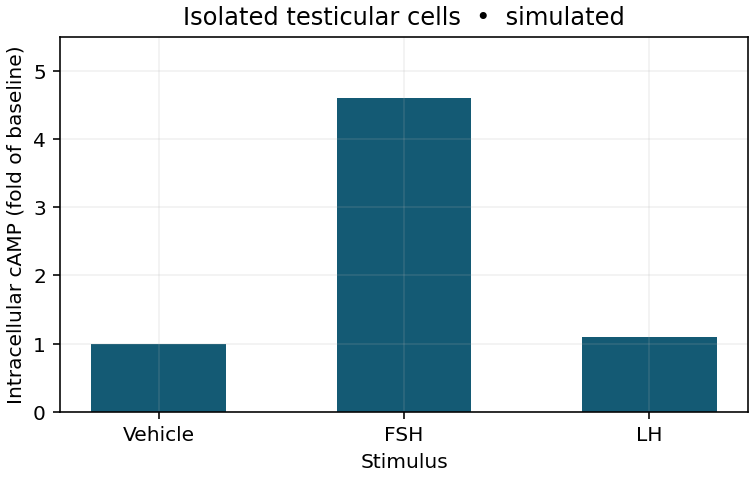 Isolated testicular cells • simulated
Intracellular cAMP (fold of baseline)
5
4
3
2
1
0
Vehicle FSH LH
Stimulus